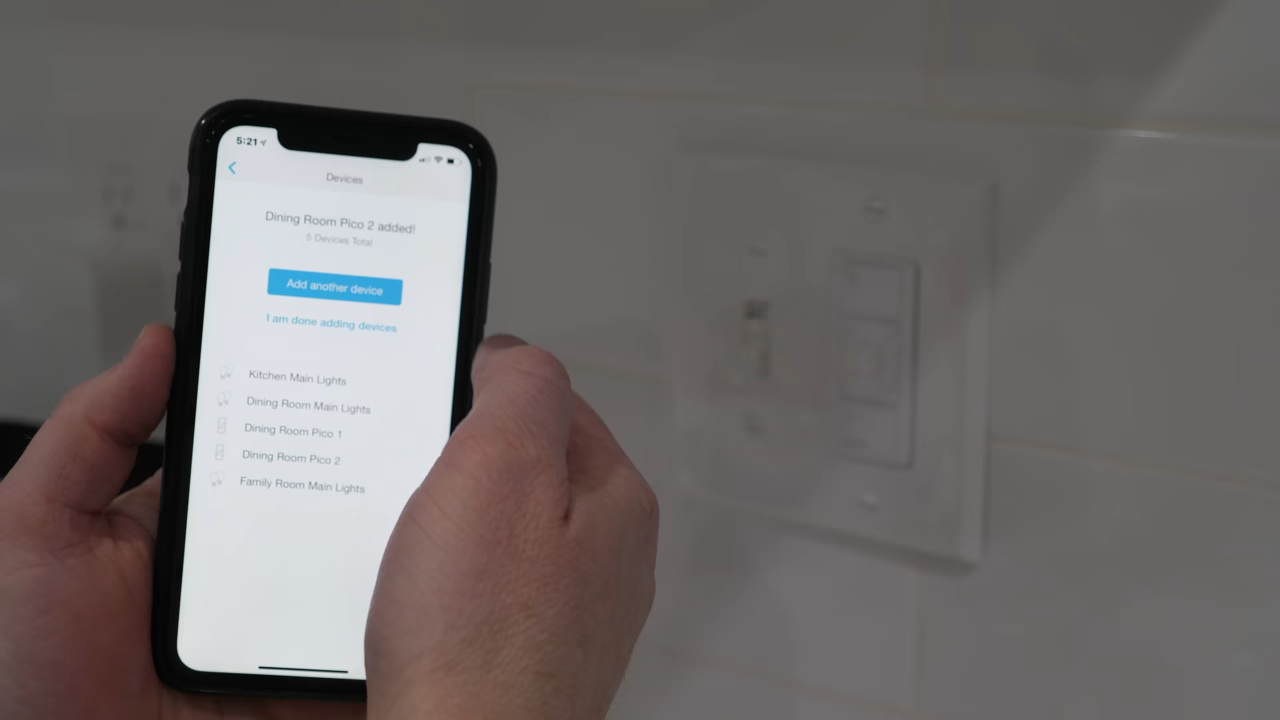 5:21
Devices
Dining Room Pico 2 added!
5 Devices Total
Add another device
I am done adding devices
Kitchen Main Lights
Dining Room Main Lights
Dining Room Pico 1
Dining Room Pico 2
Family Room Main Lights